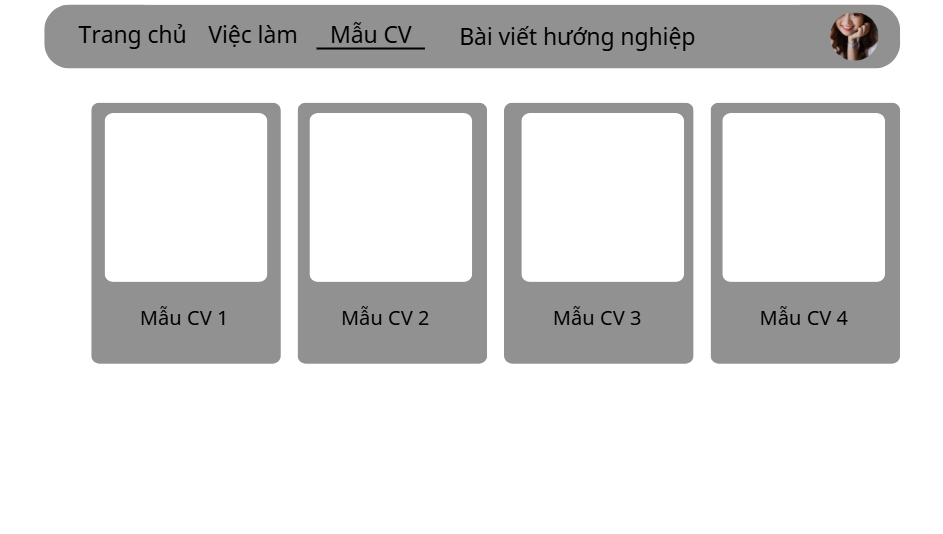 Trang chủ Việc làm Mẫu CV Bài viết hướng nghiệp
Mẫu CV 1 Mẫu CV 2 Mẫu CV 3 Mẫu CV 4